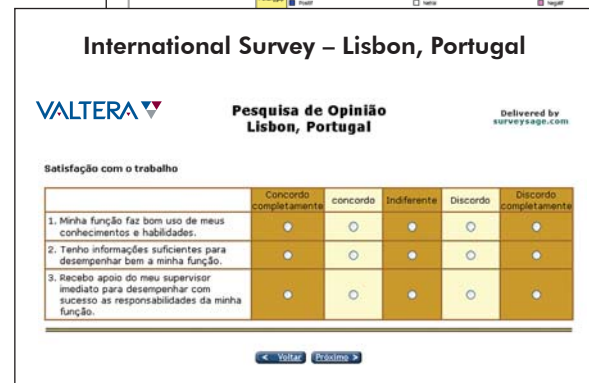 Positif Netral Negatif
International Survey – Lisbon, Portugal
VALTERA
Pesquisa de Opinião
Lisbon, Portugal
Delivered by
surveysage.com
Satisfação com o trabalho
Concordo completamente concordo Indiferente Discordo Discordo completamente
1. Minha função faz bom uso de meus
conhecimentos e habilidades.
2. Tenho informações suficientes para
desempenhar bem a minha função.
3. Recebo apoio do meu supervisor
imediato para desempenhar com
sucesso as responsabilidades da minha
função.
< Voltar Próximo >